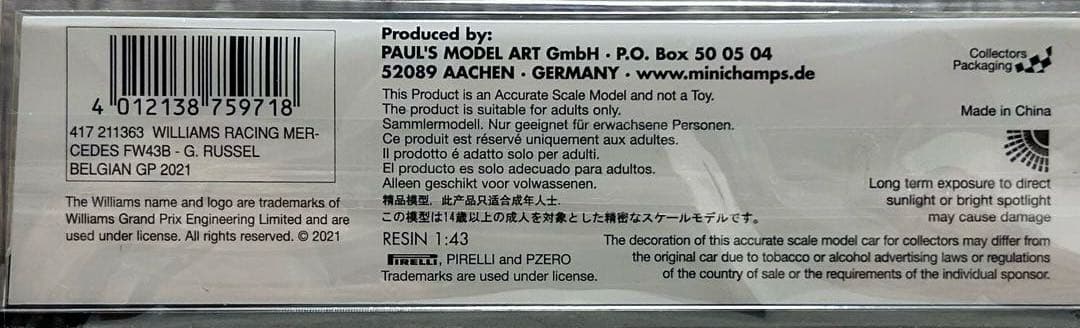 4 012138 759718
417 211363 WILLIAMS RACING MER-
CEDES FW43B - G. RUSSEL
BELGIAN GP 2021
The Williams name and logo are trademarks of
Williams Grand Prix Engineering Limited and are
used under license. All rights reserved. © 2021
Produced by:
PAUL'S MODEL ART GmbH · P.O. Box 50 05 04
52089 AACHEN · GERMANY · www.minichamps.de
This Product is an Accurate Scale Model and not a Toy.
The product is suitable for adults only.
Sammlermodell. Nur geeignet für erwachsene Personen.
Ce produit est réservé uniquement aux adultes.
Il prodotto é adatto solo per adulti.
El producto es solo adecuado para adultos.
Alleen geschikt voor volwassenen.
精品模型，此产品只适合成年人士.
この模型は14歳以上の成人を対象とした精密なスケールモデルです。
RESIN 1:43
PIRELLI, PIRELLI and PZERO
Trademarks are used under license.
Collectors
Packaging
Made in China
Long term exposure to direct
sunlight or bright spotlight
may cause damage
The decoration of this accurate scale model car for collectors may differ from
the original car due to tobacco or alcohol advertising laws or regulations
of the country of sale or the requirements of the individual sponsor.